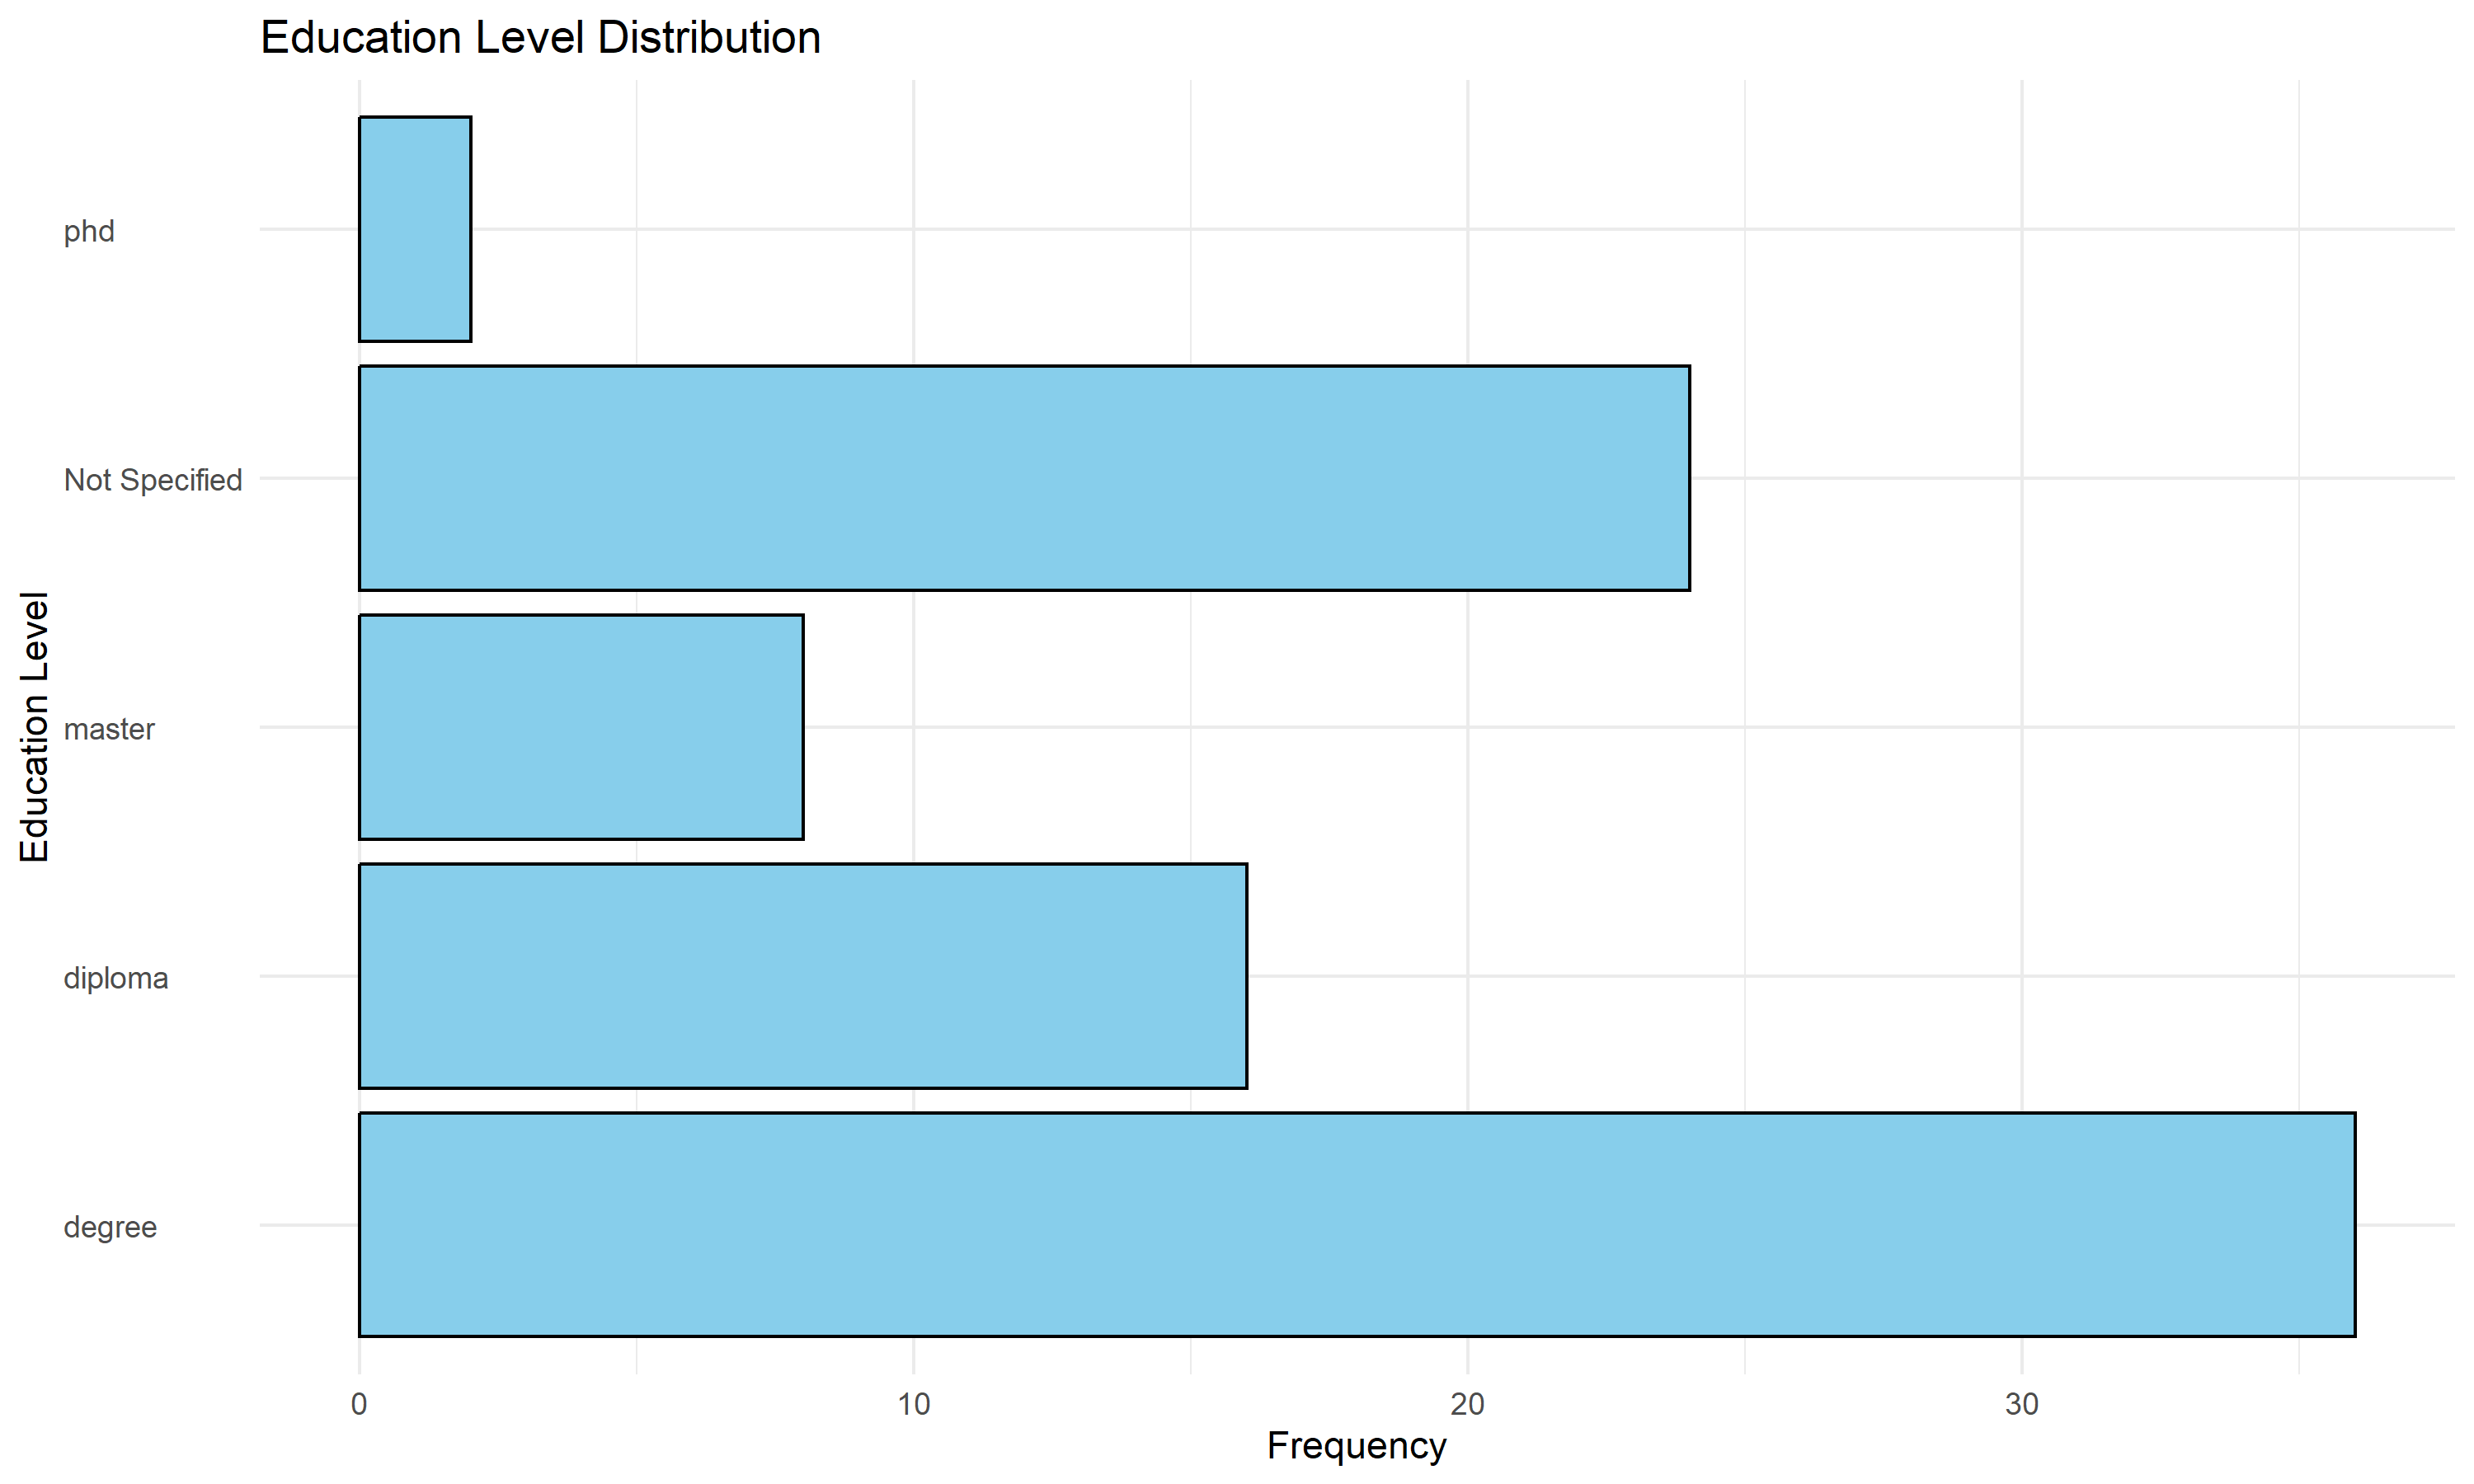 Education Level Distribution
phd
Not Specified
master
diploma
degree
Education Level
0 10 20 30
Frequency